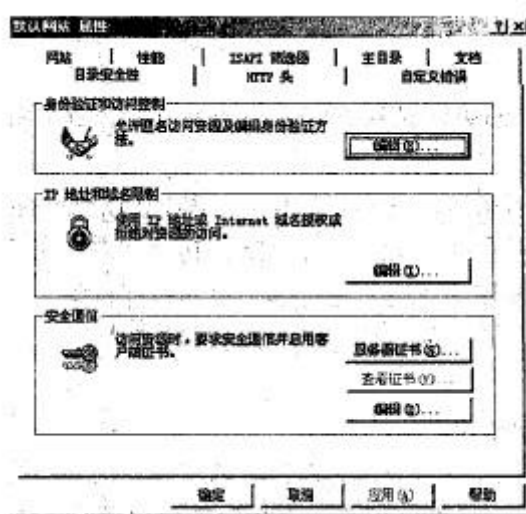 默认网站 属性
网站 性能 ISAPI 筛选器 主目录 文档
目录安全性 HTTP 头 自定义错误
身份验证和访问控制
允许匿名访问资源及编辑身份验证方
法。
编辑(E)...
IP 地址和域名限制
使用 IP 地址或 Internet 域名授权或
拒绝对资源的访问。
编辑(I)...
安全通信
访问资源时，要求安全通信并启用客
户端证书。
服务器证书(S)...
查看证书(V)...
编辑(D)...
确定 取消 应用(A) 帮助